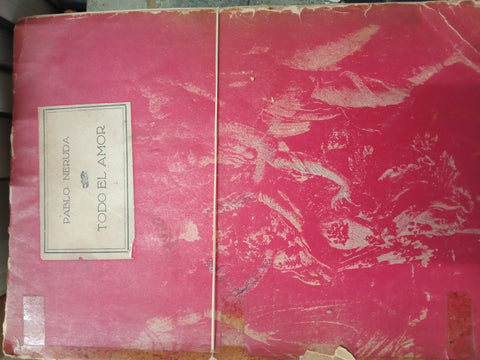 PABLO NERUDA
TODO EL AMOR